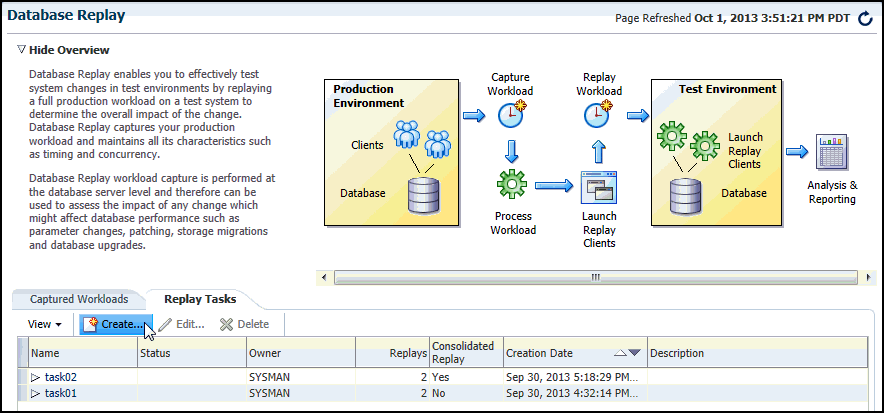 Database Replay
Page Refreshed Oct 1, 2013 3:51:21 PM PDT
Hide Overview
Database Replay enables you to effectively test
system changes in test environments by replaying
a full production workload on a test system to
determine the overall impact of the change.
Database Replay captures your production
workload and maintains all its characteristics such
as timing and concurrency.
Database Replay workload capture is performed at
the database server level and therefore can be
used to assess the impact of any change which
might affect database performance such as
parameter changes, patching, storage migrations
and database upgrades.
Production
Environment
Clients
Database
Capture
Workload
Process
Workload
Replay
Workload
Launch
Replay
Clients
Test Environment
Launch
Replay
Clients
Database
Analysis &
Reporting
Captured Workloads
Replay Tasks
View
Create...
Edit...
Delete
Name Status Owner Replays Consolidated Replay Creation Date Description
task02 SYSMAN 2 Yes Sep 30, 2013 5:18:29 PM...
task01 SYSMAN 2 No Sep 30, 2013 4:32:14 PM...